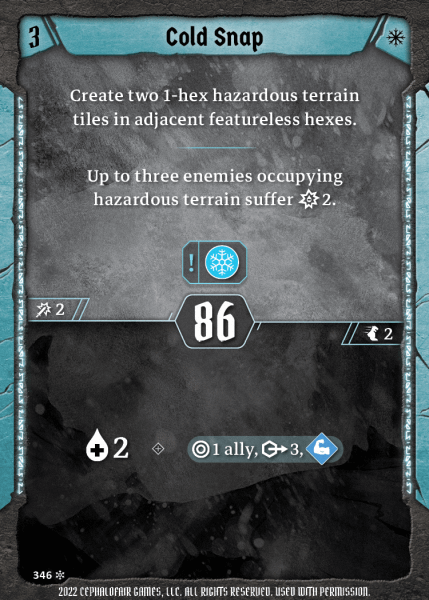 3
Cold Snap
Create two 1-hex hazardous terrain
tiles in adjacent featureless hexes.
Up to three enemies occupying
hazardous terrain suffer 2.
!
2
86
2
2
1 ally, 3,
346
2022 CEPHALOFAIR GAMES, LLC. ALL RIGHTS RESERVED. USED WITH PERMISSION.